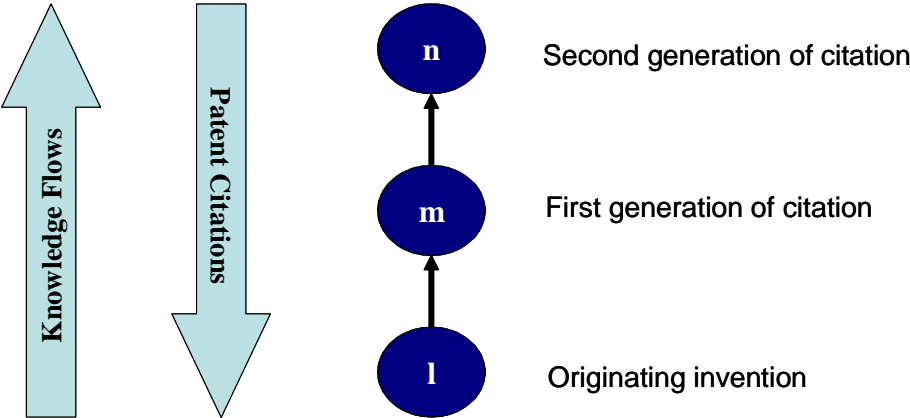 Knowledge Flows
Patent Citations
n
Second generation of citation
m
First generation of citation
l
Originating invention